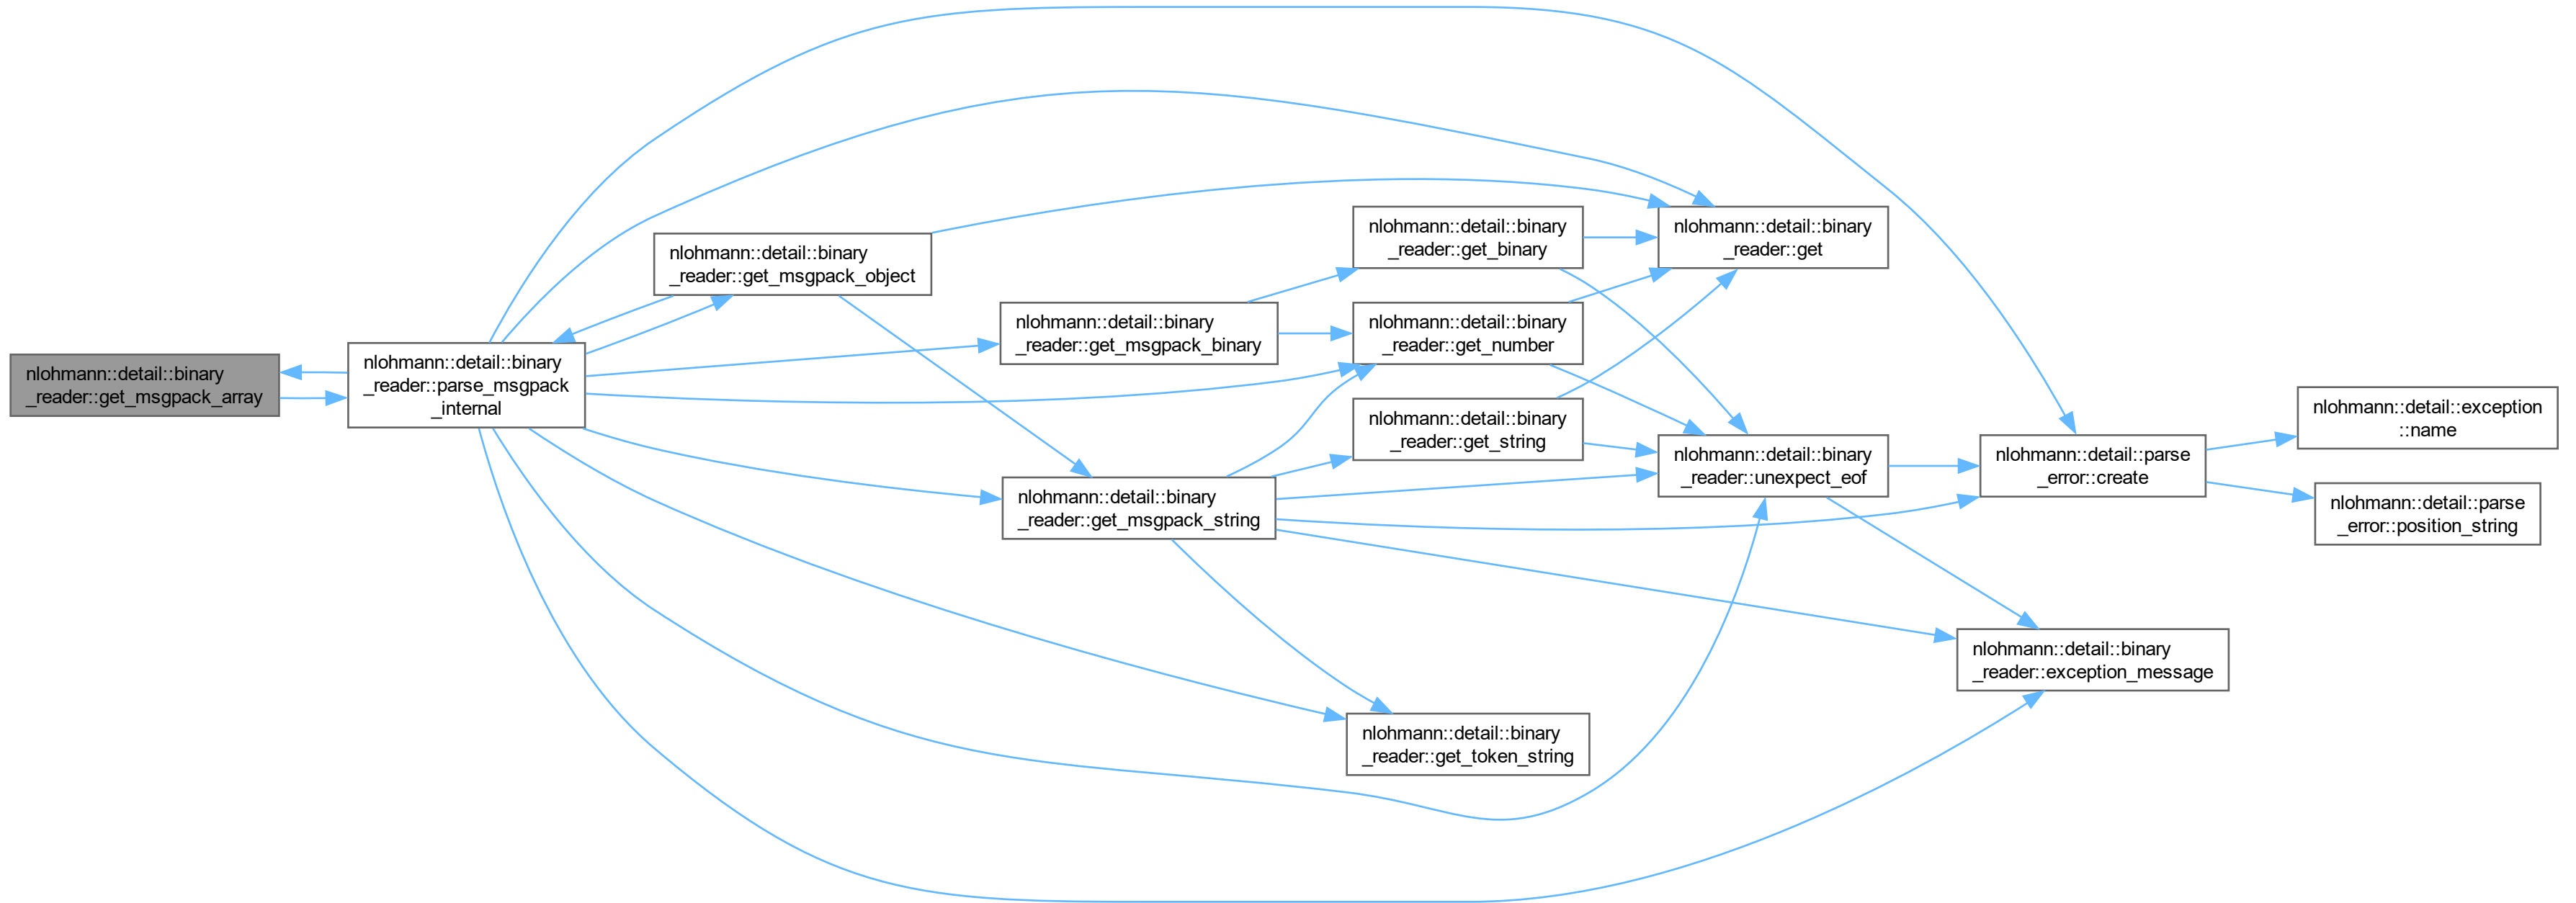 nlohmann::detail::binary
_reader::get_msgpack_array
nlohmann::detail::binary
_reader::parse_msgpack
_internal
nlohmann::detail::binary
_reader::get_msgpack_object
nlohmann::detail::binary
_reader::get_msgpack_binary
nlohmann::detail::binary
_reader::get_msgpack_string
nlohmann::detail::binary
_reader::get_binary
nlohmann::detail::binary
_reader::get_number
nlohmann::detail::binary
_reader::get_string
nlohmann::detail::binary
_reader::get_token_string
nlohmann::detail::binary
_reader::get
nlohmann::detail::binary
_reader::unexpect_eof
nlohmann::detail::parse
_error::create
nlohmann::detail::binary
_reader::exception_message
nlohmann::detail::exception
::name
nlohmann::detail::parse
_error::position_string